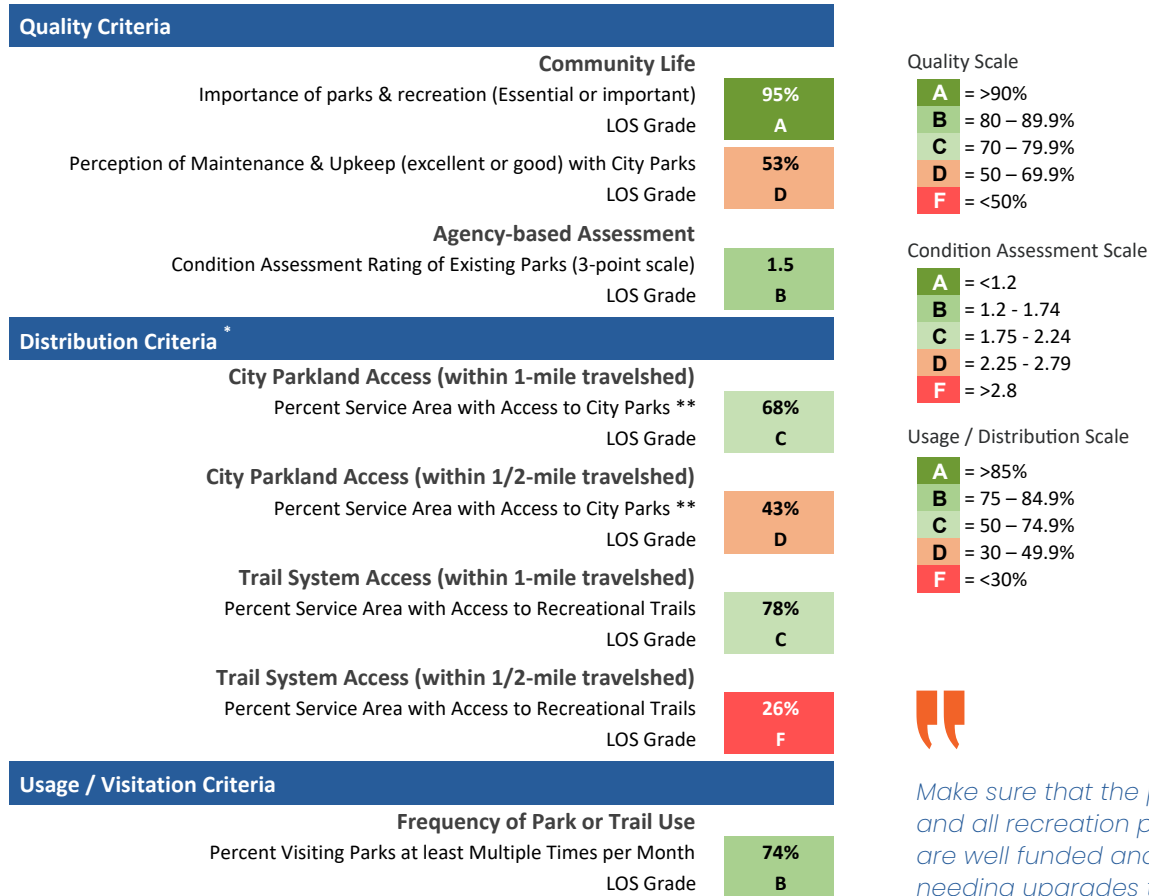 Quality Criteria
Community Life
Importance of parks & recreation (Essential or important) 95%
LOS Grade A
Perception of Maintenance & Upkeep (excellent or good) with City Parks 53%
LOS Grade D
Agency-based Assessment
Condition Assessment Rating of Existing Parks (3-point scale) 1.5
LOS Grade B
Distribution Criteria *
City Parkland Access (within 1-mile travelshed)
Percent Service Area with Access to City Parks ** 68%
LOS Grade C
City Parkland Access (within 1/2-mile travelshed)
Percent Service Area with Access to City Parks ** 43%
LOS Grade D
Trail System Access (within 1-mile travelshed)
Percent Service Area with Access to Recreational Trails 78%
LOS Grade C
Trail System Access (within 1/2-mile travelshed)
Percent Service Area with Access to Recreational Trails 26%
LOS Grade F
Usage / Visitation Criteria
Frequency of Park or Trail Use
Percent Visiting Parks at least Multiple Times per Month 74%
LOS Grade B
Quality Scale
A = >90%
B = 80 – 89.9%
C = 70 – 79.9%
D = 50 – 69.9%
F = <50%
Condition Assessment Scale
A = <1.2
B = 1.2 - 1.74
C = 1.75 - 2.24
D = 2.25 - 2.79
F = >2.8
Usage / Distribution Scale
A = >85%
B = 75 – 84.9%
C = 50 – 74.9%
D = 30 – 49.9%
F = <30%
Make sure that the
and all recreation
are well funded
needing upgrades